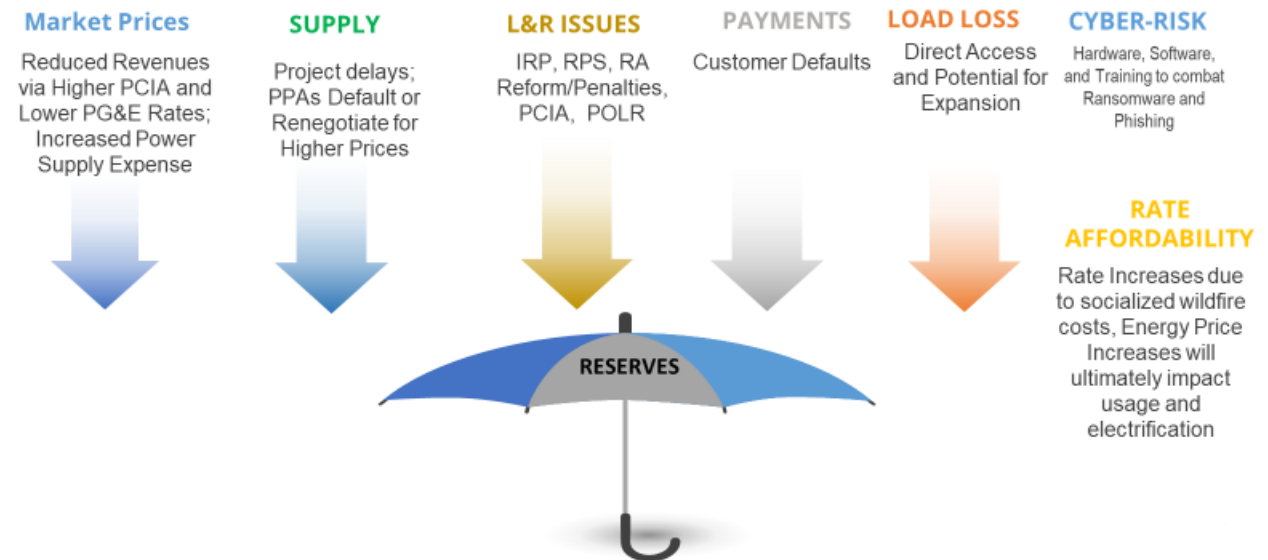 Market Prices
Reduced Revenues
via Higher PCIA and
Lower PG&E Rates;
Increased Power
Supply Expense
SUPPLY
Project delays;
PPAs Default or
Renegotiate for
Higher Prices
L&R ISSUES
IRP, RPS, RA
Reform/Penalties,
PCIA, POLR
PAYMENTS
Customer Defaults
LOAD LOSS
Direct Access
and Potential for
Expansion
CYBER-RISK
Hardware, Software,
and Training to combat
Ransomware and
Phishing
RATE
AFFORDABILITY
Rate Increases due
to socialized wildfire
costs, Energy Price
Increases will
ultimately impact
usage and
electrification
RESERVES